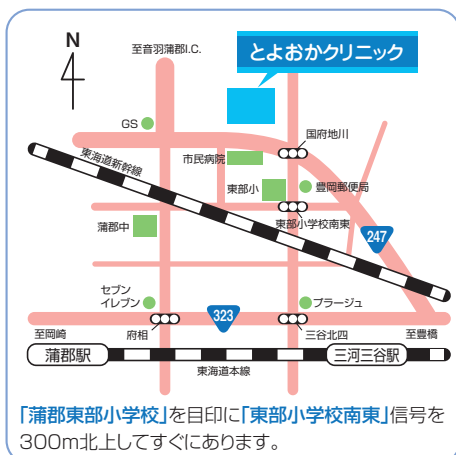 N
至音羽蒲郡I.C.
とよおかクリニック
GS
国府地川
東海道新幹線
市民病院
東部小
豊岡郵便局
蒲郡中
東部小学校南東
247
セブン
イレブン
プラージュ
323
至岡崎
府相
三谷北四
至豊橋
蒲郡駅
三河三谷駅
東海道本線
「蒲郡東部小学校」を目印に「東部小学校南東」信号を
300m北上してすぐにあります。